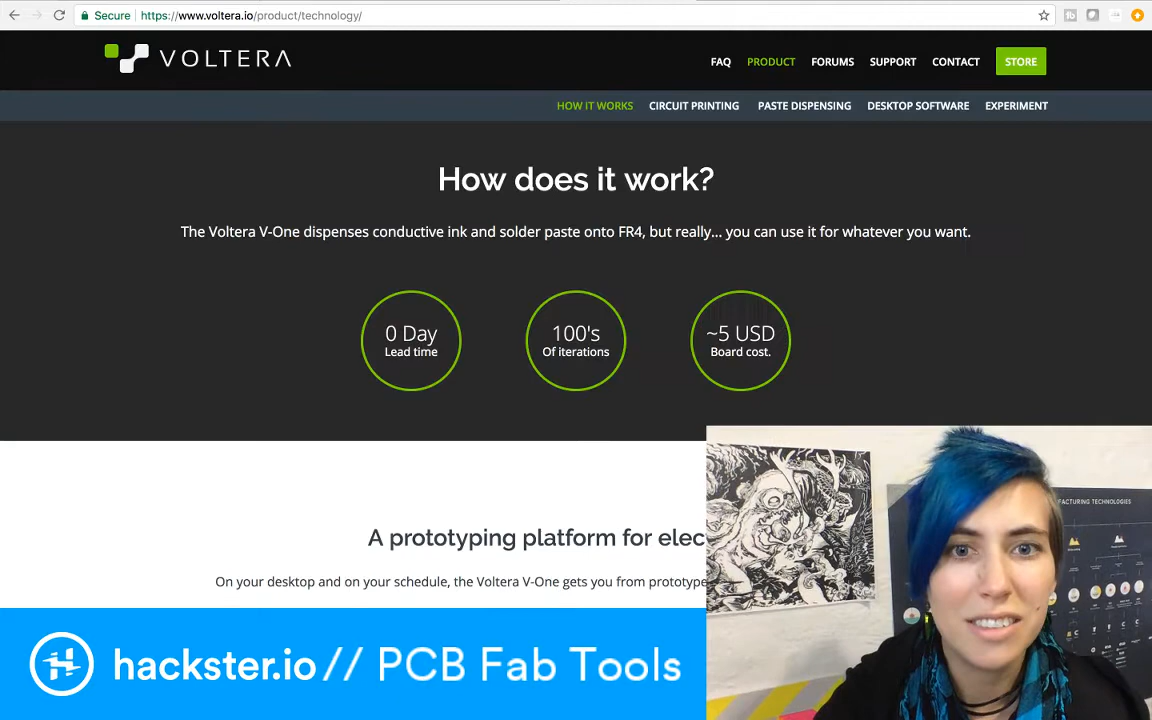 Secure
https://www.voltera.io/product/technology/
VOLTERA
FAQ PRODUCT FORUMS SUPPORT CONTACT STORE
HOW IT WORKS CIRCUIT PRINTING PASTE DISPENSING DESKTOP SOFTWARE EXPERIMENT
How does it work?
The Voltera V-One dispenses conductive ink and solder paste onto FR4, but really... you can use it for whatever you want.
0 Day
Lead time
100's
Of iterations
~5 USD
Board cost.
A prototyping platform for elec
On your desktop and on your schedule, the Voltera V-One gets you from prototype
FACTURING TECHNOLOGIES
hackster.io // PCB Fab Tools